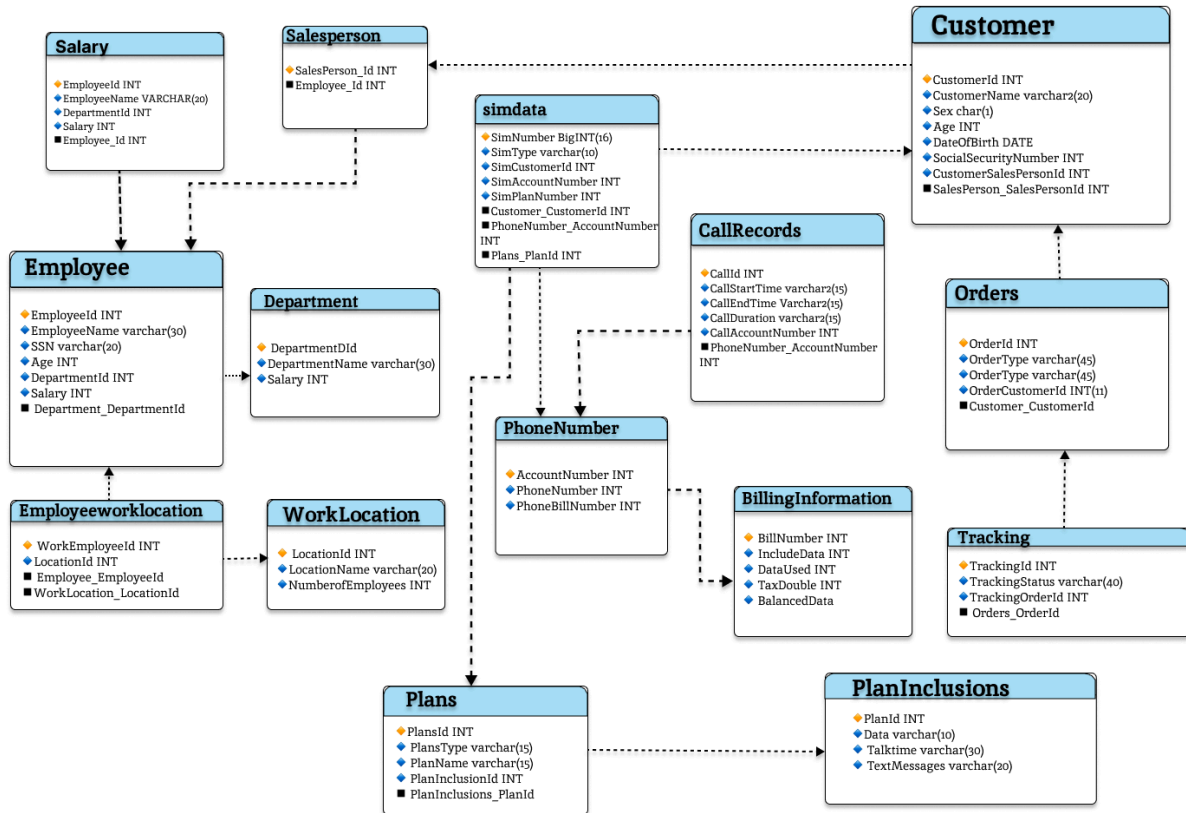 Salary
EmployeeId INT
EmployeeName VARCHAR(20)
DepartmentId INT
Salary INT
Employee_Id INT
Salesperson
SalesPerson_Id INT
Employee_Id INT
simdata
SimNumber BigINT(16)
SimType varchar(10)
SimCustomerId INT
SimAccountNumber INT
SimPlanNumber INT
Customer_CustomerId INT
PhoneNumber_AccountNumber
INT
Plans_PlanId INT
Customer
CustomerId INT
CustomerName varchar2(20)
Sex char(1)
Age INT
DateOfBirth DATE
SocialSecurityNumber INT
CustomerSalesPersonId INT
SalesPerson_SalesPersonId INT
Employee
EmployeeId INT
EmployeeName varchar(30)
SSN varchar(20)
Age INT
DepartmentId INT
Salary INT
Department_DepartmentId
Department
DepartmentDId
DepartmentName varchar(30)
Salary INT
CallRecords
CallId INT
CallStartTime varchar2(15)
CallEndTime Varchar2(15)
CallDuration varchar2(15)
CallAccountNumber INT
PhoneNumber_AccountNumber
INT
Orders
OrderId INT
OrderType varchar(45)
OrderType varchar(45)
OrderCustomerId INT(11)
Customer_CustomerId
PhoneNumber
AccountNumber INT
PhoneNumber INT
PhoneBillNumber INT
Employeeworklocation
WorkEmployeeId INT
LocationId INT
Employee_EmployeeId
WorkLocation_LocationId
WorkLocation
LocationId INT
LocationName varchar(20)
NumberofEmployees INT
BillingInformation
BillNumber INT
IncludeData INT
DataUsed INT
TaxDouble INT
BalancedData
Tracking
TrackingId INT
TrackingStatus varchar(40)
TrackingOrderId INT
Orders_OrderId
Plans
PlansId INT
PlansType varchar(15)
PlanName varchar(15)
PlanInclusionId INT
PlanInclusions_PlanId
PlanInclusions
PlanId INT
Data varchar(10)
Talktime varchar(30)
TextMessages varchar(20)